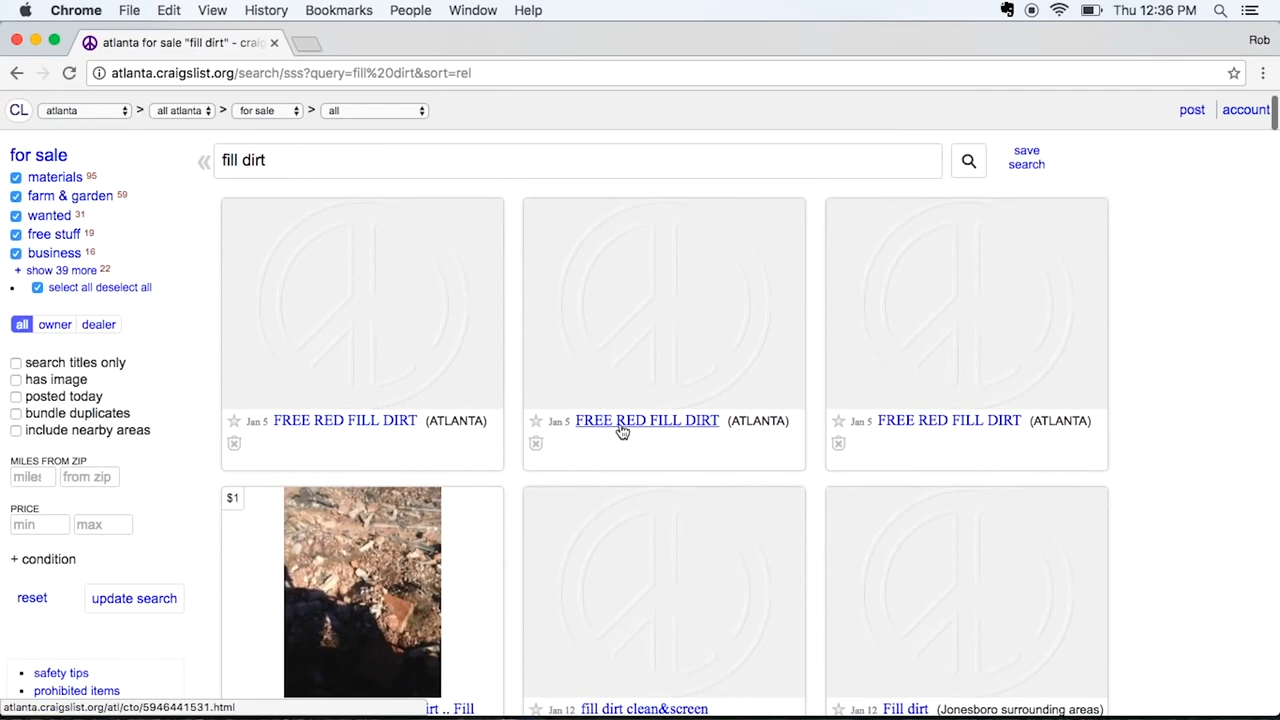 Chrome File Edit View History Bookmarks People Window Help Thu 12:36 PM
atlanta for sale "fill dirt" - craig Rob
atlanta.craigslist.org/search/sss?query=fill%20dirt&sort=rel
CL atlanta > all atlanta > for sale > all post account
for sale
materials 95
farm & garden 59
wanted 31
free stuff 19
business 16
+ show 39 more 22
select all deselect all
all owner dealer
search titles only
has image
posted today
bundle duplicates
include nearby areas
MILES FROM ZIP
miles from zip
PRICE
min max
+ condition
reset update search
safety tips
prohibited items
fill dirt
save
search
Jan 5 FREE RED FILL DIRT (ATLANTA)
Jan 5 FREE RED FILL DIRT (ATLANTA)
Jan 5 FREE RED FILL DIRT (ATLANTA)
$1
irt .. Fill
Jan 12 fill dirt clean&screen
Jan 12 Fill dirt (Jonesboro surrounding areas)
atlanta.craigslist.org/atl/cto/5946441531.html